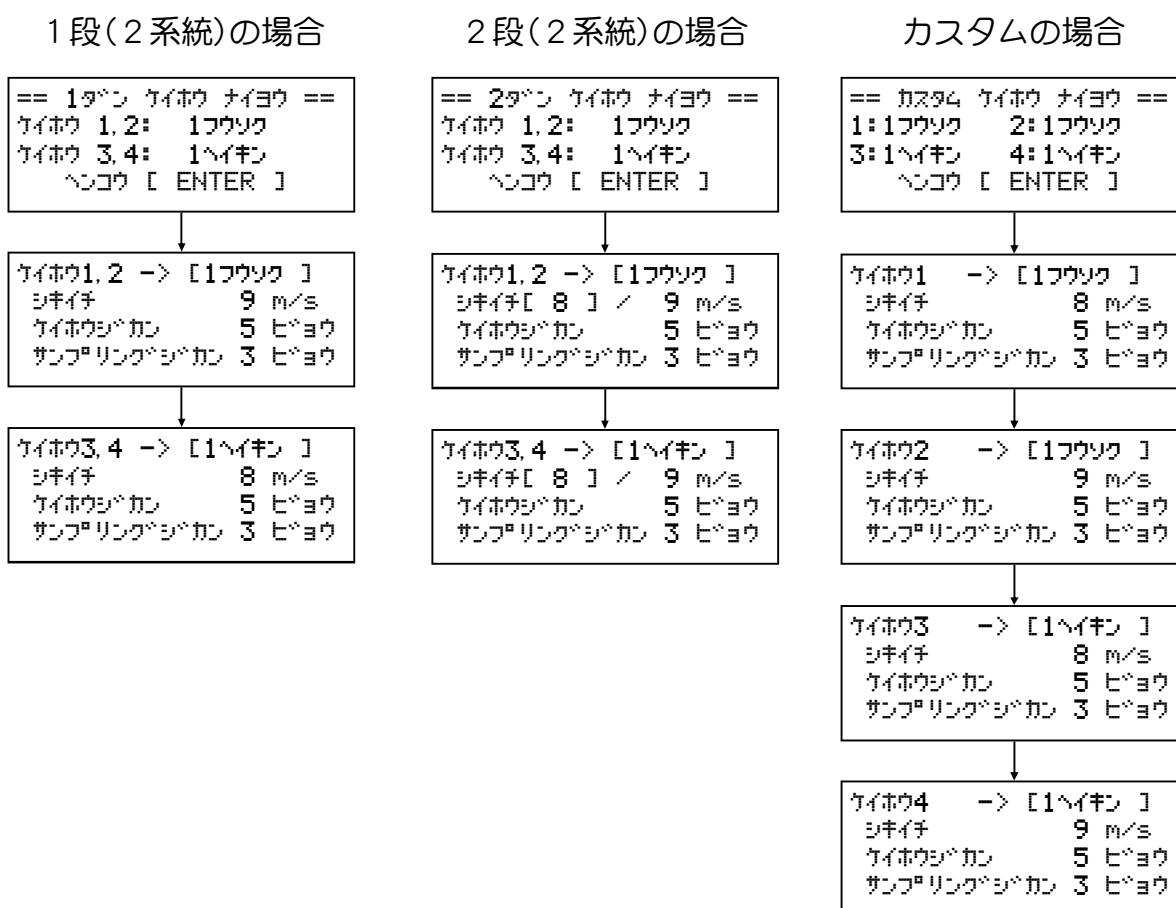 １段(２系統)の場合
== 1ダン ケイホウ ナイヨウ ==
ケイホウ 1,2: 1フウソク
ケイホウ 3,4: 1ヘイキン
ヘンコウ [ ENTER ]
ケイホウ1,2 -> [1フウソク ]
シキイチ 9 m/s
ケイホウジカン 5 ビョウ
サンプリングジカン 3 ビョウ
ケイホウ3,4 -> [1ヘイキン ]
シキイチ 8 m/s
ケイホウジカン 5 ビョウ
サンプリングジカン 3 ビョウ
２段(２系統)の場合
== 2ダン ケイホウ ナイヨウ ==
ケイホウ 1,2: 1フウソク
ケイホウ 3,4: 1ヘイキン
ヘンコウ [ ENTER ]
ケイホウ1,2 -> [1フウソク ]
シキイチ[ 8 ] / 9 m/s
ケイホウジカン 5 ビョウ
サンプリングジカン 3 ビョウ
ケイホウ3,4 -> [1ヘイキン ]
シキイチ[ 8 ] / 9 m/s
ケイホウジカン 5 ビョウ
サンプリングジカン 3 ビョウ
カスタムの場合
== カスタム ケイホウ ナイヨウ ==
1:1フウソク 2:1フウソク
3:1ヘイキン 4:1ヘイキン
ヘンコウ [ ENTER ]
ケイホウ1 -> [1フウソク ]
シキイチ 8 m/s
ケイホウジカン 5 ビョウ
サンプリングジカン 3 ビョウ
ケイホウ2 -> [1フウソク ]
シキイチ 9 m/s
ケイホウジカン 5 ビョウ
サンプリングジカン 3 ビョウ
ケイホウ3 -> [1ヘイキン ]
シキイチ 8 m/s
ケイホウジカン 5 ビョウ
サンプリングジカン 3 ビョウ
ケイホウ4 -> [1ヘイキン ]
シキイチ 9 m/s
ケイホウジカン 5 ビョウ
サンプリングジカン 3 ビョウ